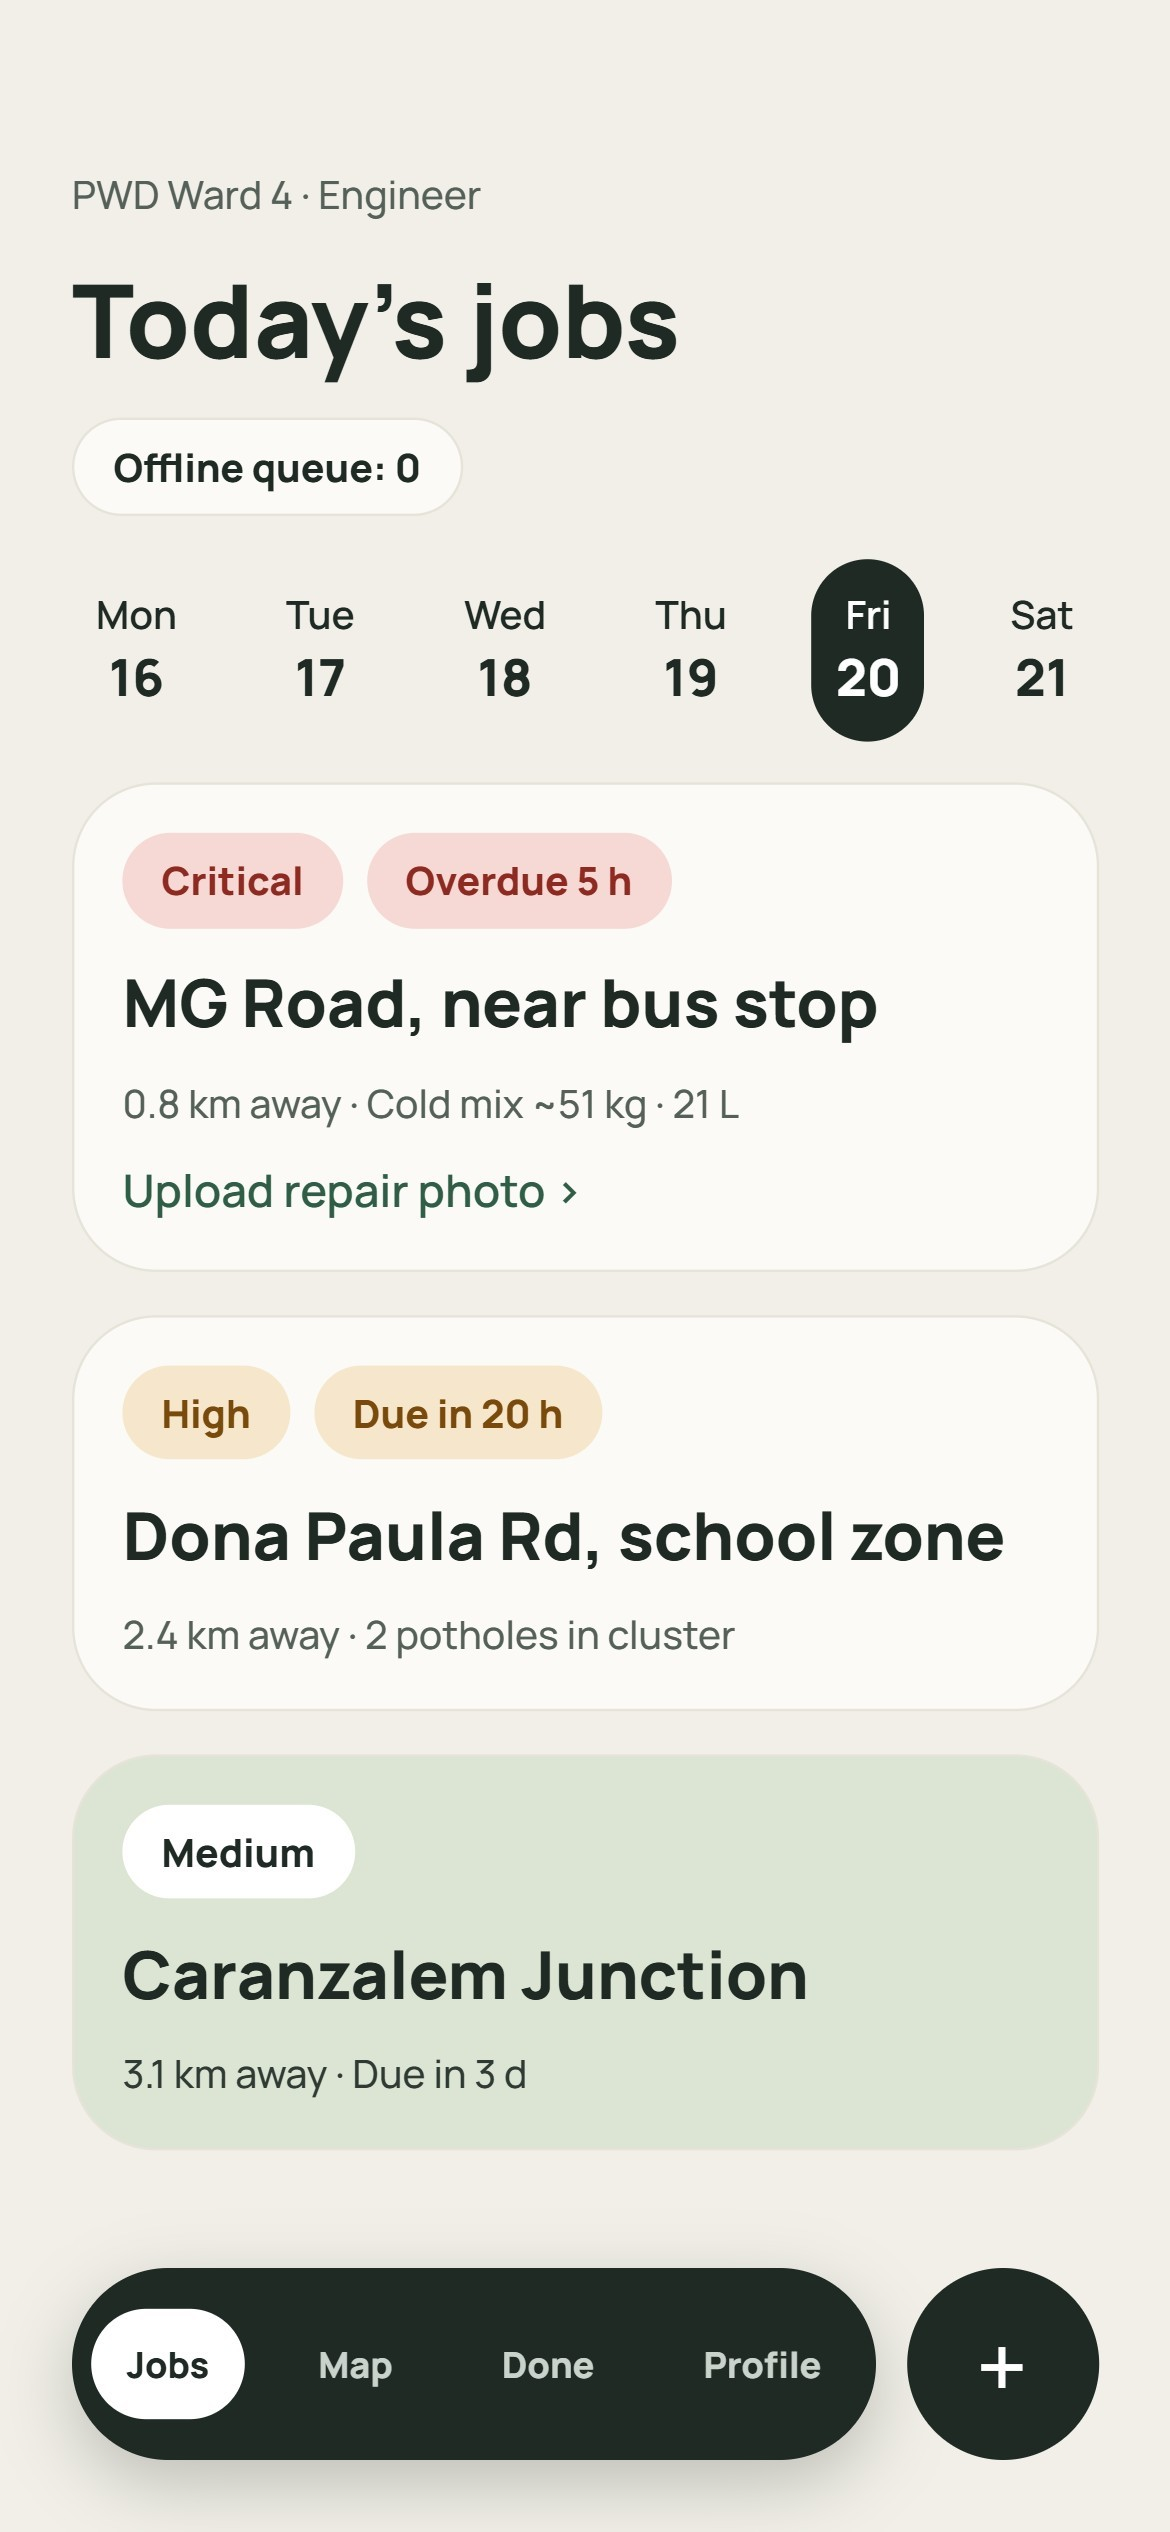 PWD Ward 4 · Engineer
Today’s jobs
Offline queue: 0
Mon Tue Wed Thu Fri Sat
16 17 18 19 20 21
Critical Overdue 5 h
MG Road, near bus stop
0.8 km away · Cold mix ~51 kg · 21 L
Upload repair photo ›
High Due in 20 h
Dona Paula Rd, school zone
2.4 km away · 2 potholes in cluster
Medium
Caranzalem Junction
3.1 km away · Due in 3 d
Jobs Map Done Profile +